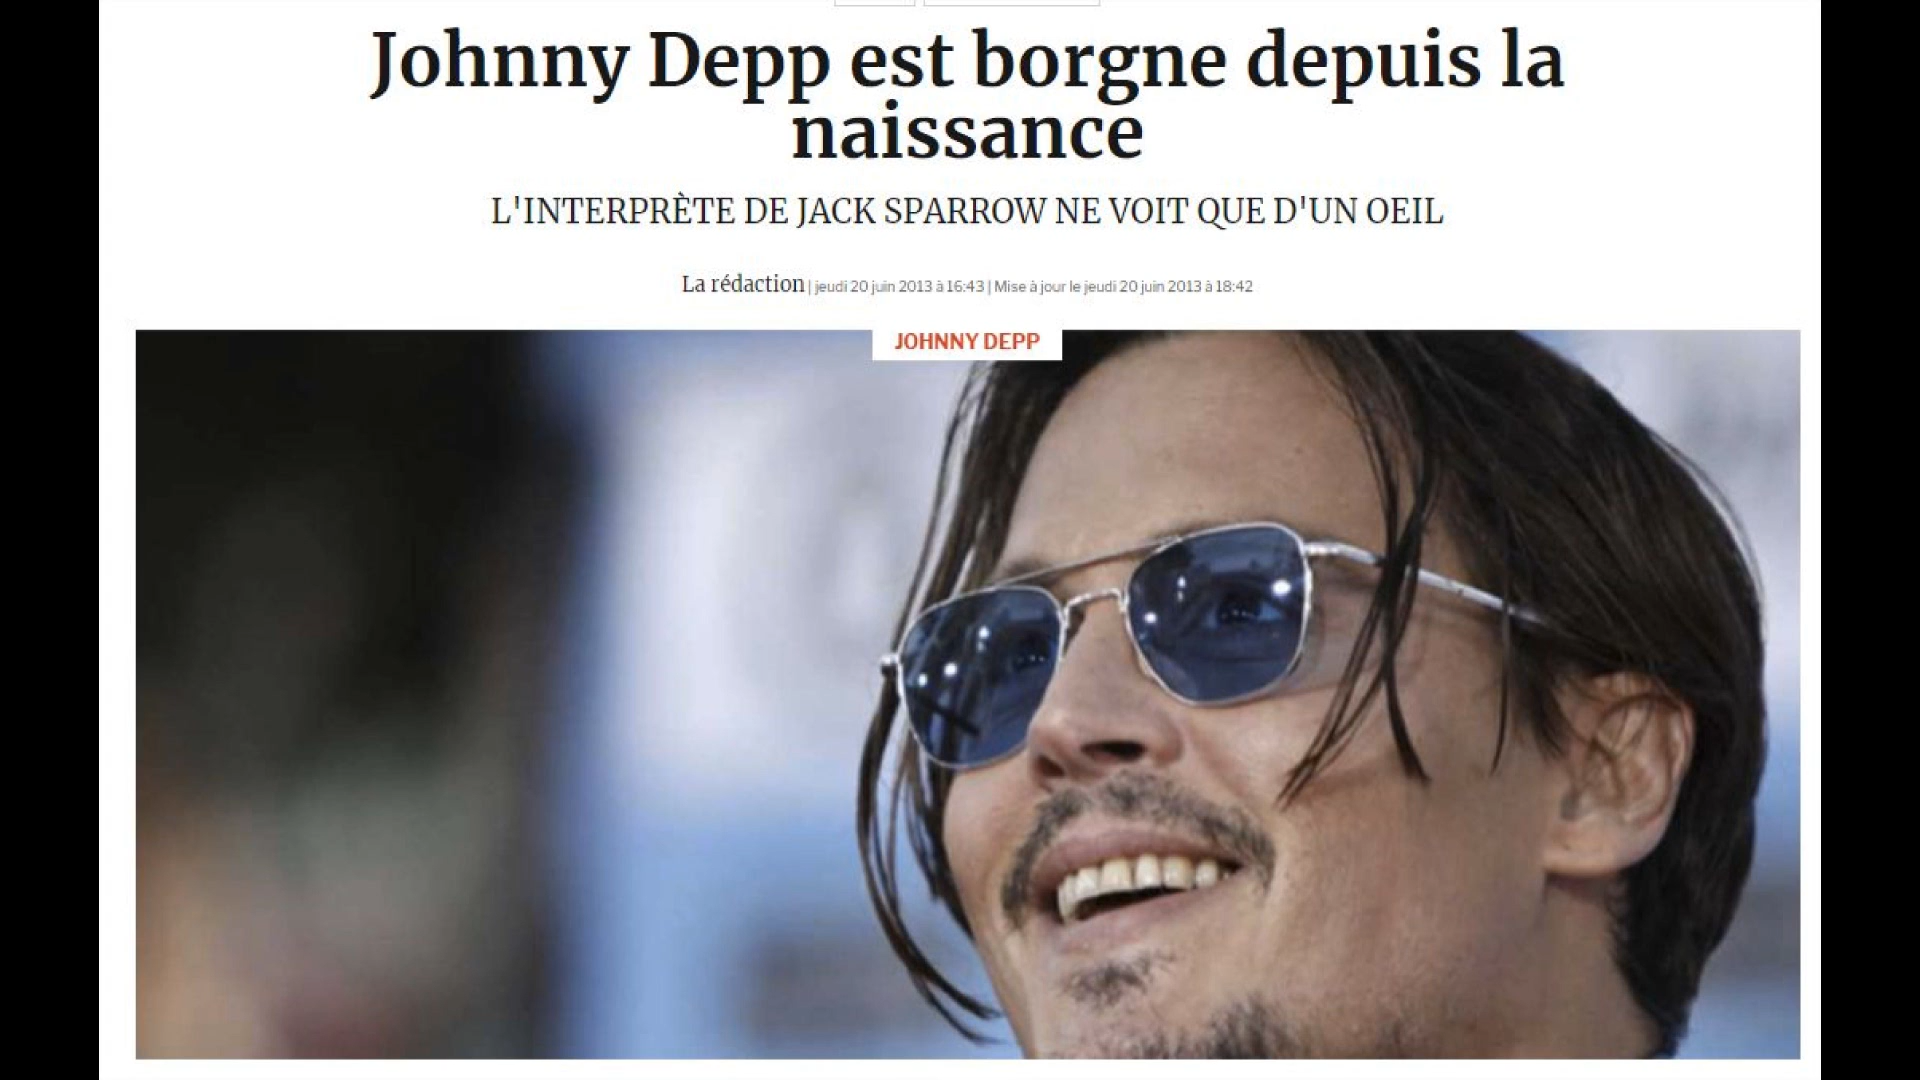 Johnny Depp est borgne depuis la
naissance
L'INTERPRÈTE DE JACK SPARROW NE VOIT QUE D'UN OEIL
La rédaction | jeudi 20 juin 2013 à 16:43 | Mise à jour le jeudi 20 juin 2013 à 18:42
JOHNNY DEPP